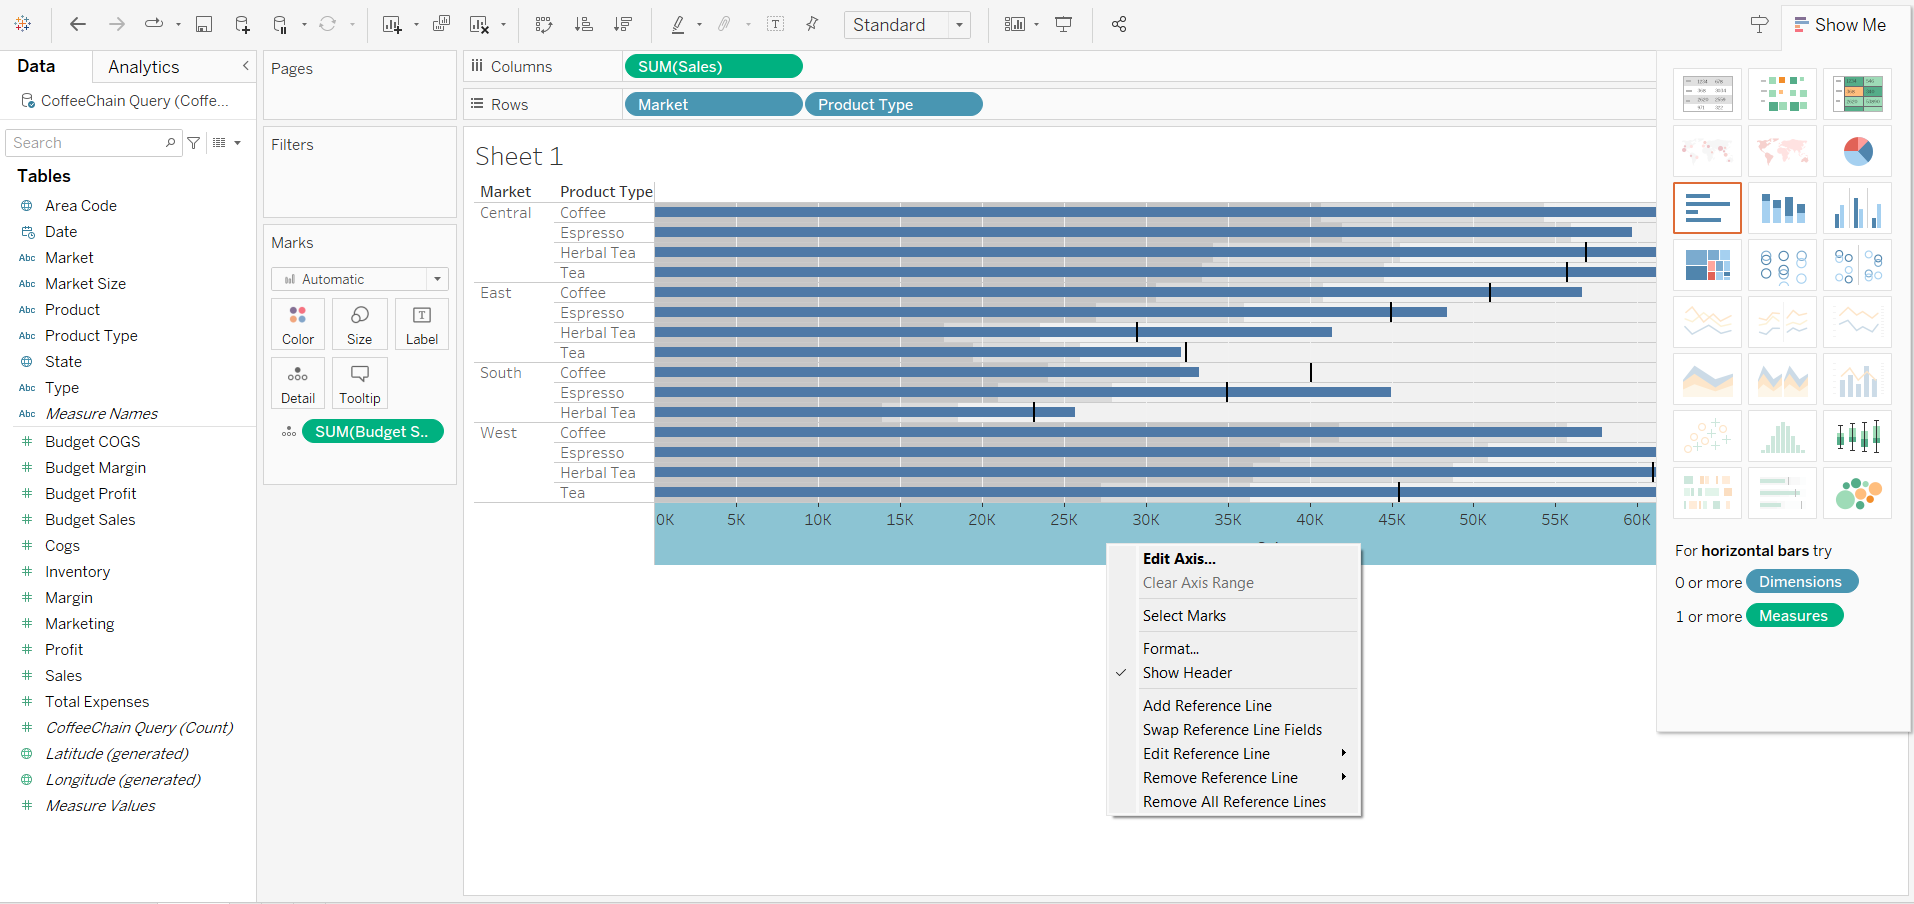 Standard
Show Me
Data
Analytics
Pages
Columns
SUM(Sales)
CoffeeChain Query (Coffe...
Rows
Market
Product Type
Search
Filters
Tables
Area Code
Date
Abc Market
Abc Market Size
Abc Product
Abc Product Type
State
Abc Type
Abc Measure Names
Budget COGS
Budget Margin
Budget Profit
Budget Sales
Cogs
Inventory
Margin
Marketing
Profit
Sales
Total Expenses
CoffeeChain Query (Count)
Latitude (generated)
Longitude (generated)
Measure Values
Marks
Automatic
Color
Size
Label
Detail
Tooltip
SUM(Budget S..
Sheet 1
Market Product Type
Central Coffee
Espresso
Herbal Tea
Tea
East Coffee
Espresso
Herbal Tea
Tea
South Coffee
Espresso
Herbal Tea
West Coffee
Espresso
Herbal Tea
Tea
0K 5K 10K 15K 20K 25K 30K 35K 40K 45K 50K 55K 60K
Edit Axis...
Clear Axis Range
Select Marks
Format...
Show Header
Add Reference Line
Swap Reference Line Fields
Edit Reference Line
Remove Reference Line
Remove All Reference Lines
For horizontal bars try
0 or more Dimensions
1 or more Measures